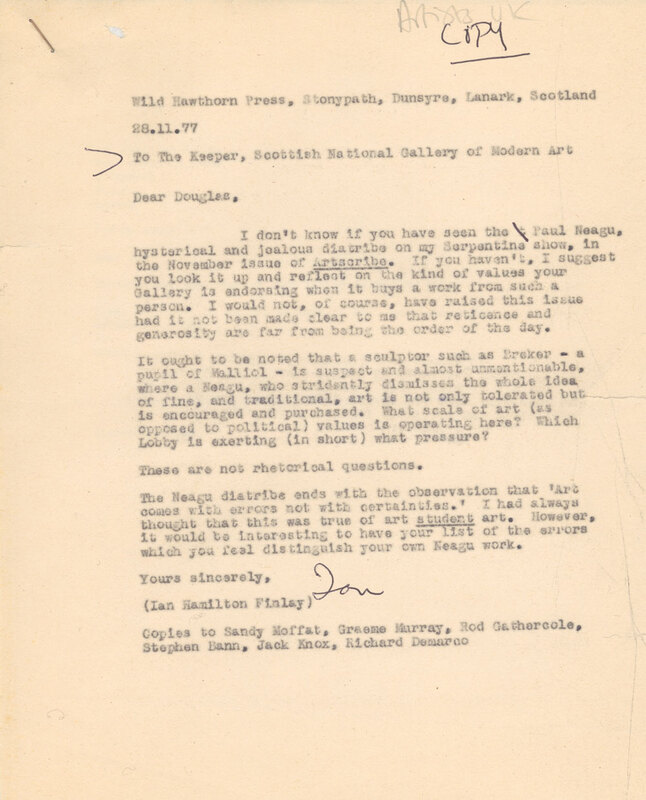 Artists UK
COPY
Wild Hawthorn Press, Stonypath, Dunsyre, Lanark, Scotland
28.11.77
To The Keeper, Scottish National Gallery of Modern Art
Dear Douglas,
I don't know if you have seen the Paul Neagu,
hysterical and jealous diatribe on my Serpentine show, in
the November issue of Artscribe. If you haven't, I suggest
you look it up and reflect on the kind of values your
Gallery is endorsing when it buys a work from such a
person. I would not, of course, have raised this issue
had it not been made clear to me that reticence and
generosity are far from being the order of the day.
It ought to be noted that a sculptor such as Breker - a
pupil of Malliol - is suspect and almost unmentionable,
where a Neagu, who stridently dismisses the whole idea
of fine, and traditional, art is not only tolerated but
is encouraged and purchased. What scale of art (as
opposed to political) values is operating here? Which
Lobby is exerting (in short) what pressure?
These are not rhetorical questions.
The Neagu diatribe ends with the observation that 'Art
comes with errors not with certainties.' I had always
thought that this was true of art student art. However,
it would be interesting to have your list of the errors
which you feel distinguish your own Neagu work.
Yours sincerely,
Ian
(Ian Hamilton Finlay)
Copies to Sandy Moffat, Graeme Murray, Rod Gathercole,
Stephen Bann, Jack Knox, Richard Demarco